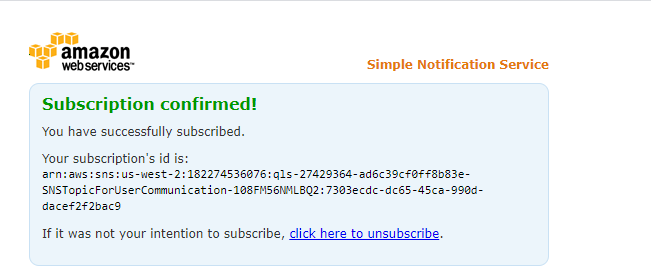 amazon
webservices™
Simple Notification Service
Subscription confirmed!
You have successfully subscribed.
Your subscription's id is:
arn:aws:sns:us-west-2:182274536076:qls-27429364-ad6c39cf0ff8b83e-
SNSTopicForUserCommunication-108FM56NMLBQ2:7303ecdc-dc65-45ca-990d-
dacef2f2bac9
If it was not your intention to subscribe, click here to unsubscribe.